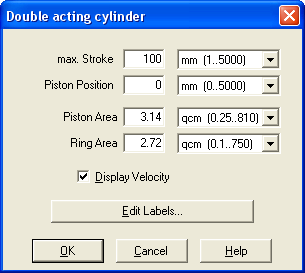 Double acting cylinder
max. Stroke 100 mm (1..5000)
Piston Position 0 mm (0..5000)
Piston Area 3.14 qcm (0.25..810)
Ring Area 2.72 qcm (0.1..750)
Display Velocity
Edit Labels...
OK Cancel Help